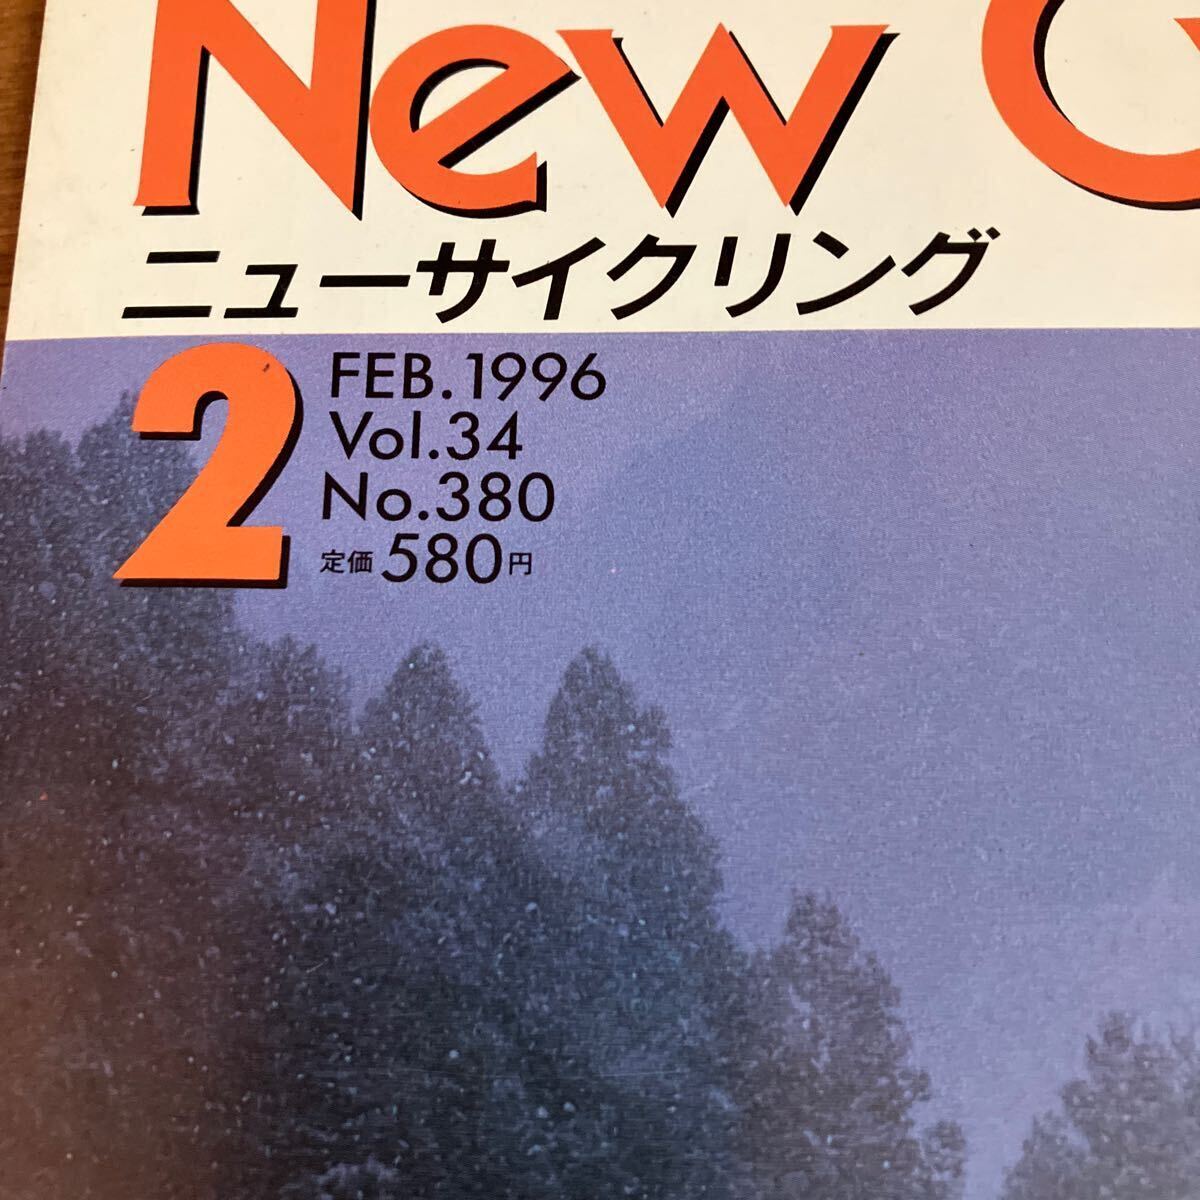 New C
ニューサイクリング
2
FEB. 1996
Vol.34
No.380
定価580円